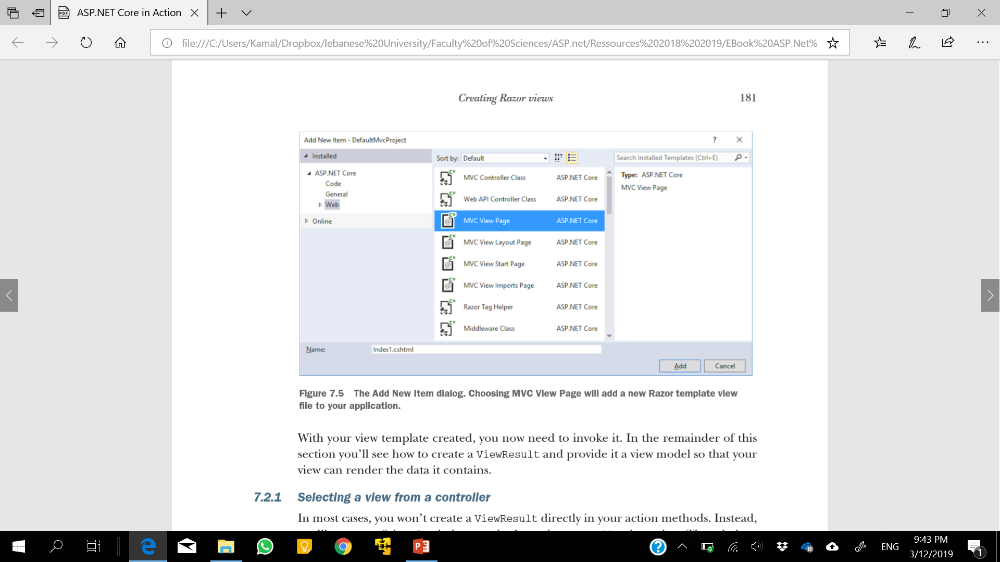 ASP.NET Core in Action
file:///C:/Users/Kamal/Dropbox/lebanese%20University/Faculty%20of%20Sciences/ASP.net/Ressources%202018%202019/EBook%20ASP.Net%
Creating Razor views 181
Add New Item - DefaultMvcProject ?
Installed
Sort by: Default
Search Installed Templates (Ctrl+E)
ASP.NET Core
Code
General
Web
Online
MVC Controller Class ASP.NET Core
Web API Controller Class ASP.NET Core
MVC View Page ASP.NET Core
MVC View Layout Page ASP.NET Core
MVC View Start Page ASP.NET Core
MVC View Imports Page ASP.NET Core
Razor Tag Helper ASP.NET Core
Middleware Class ASP.NET Core
Type: ASP.NET Core
MVC View Page
Name: Index1.cshtml
Add Cancel
Figure 7.5 The Add New Item dialog. Choosing MVC View Page will add a new Razor template view
file to your application.
With your view template created, you now need to invoke it. In the remainder of this
section you’ll see how to create a ViewResult and provide it a view model so that your
view can render the data it contains.
7.2.1 Selecting a view from a controller
In most cases, you won’t create a ViewResult directly in your action methods. Instead,
ENG
9:43 PM
3/12/2019
1